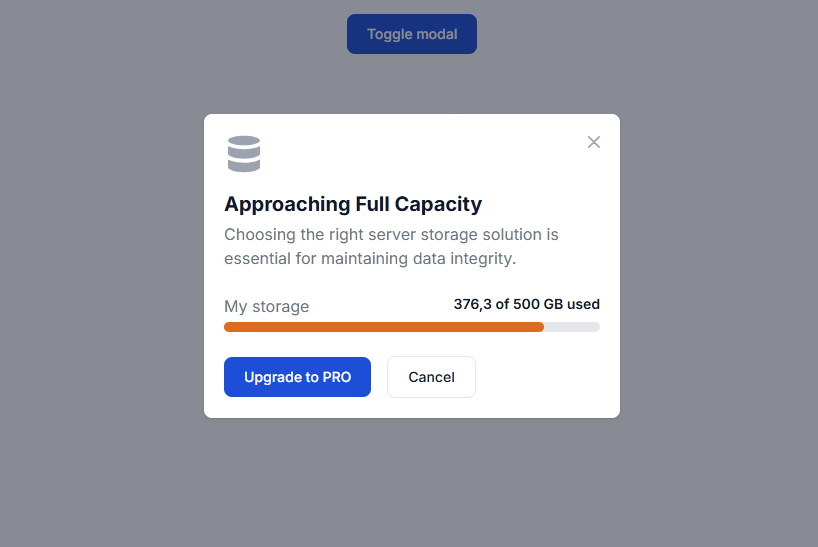 Toggle modal
Approaching Full Capacity
Choosing the right server storage solution is
essential for maintaining data integrity.
My storage
376,3 of 500 GB used
Upgrade to PRO
Cancel